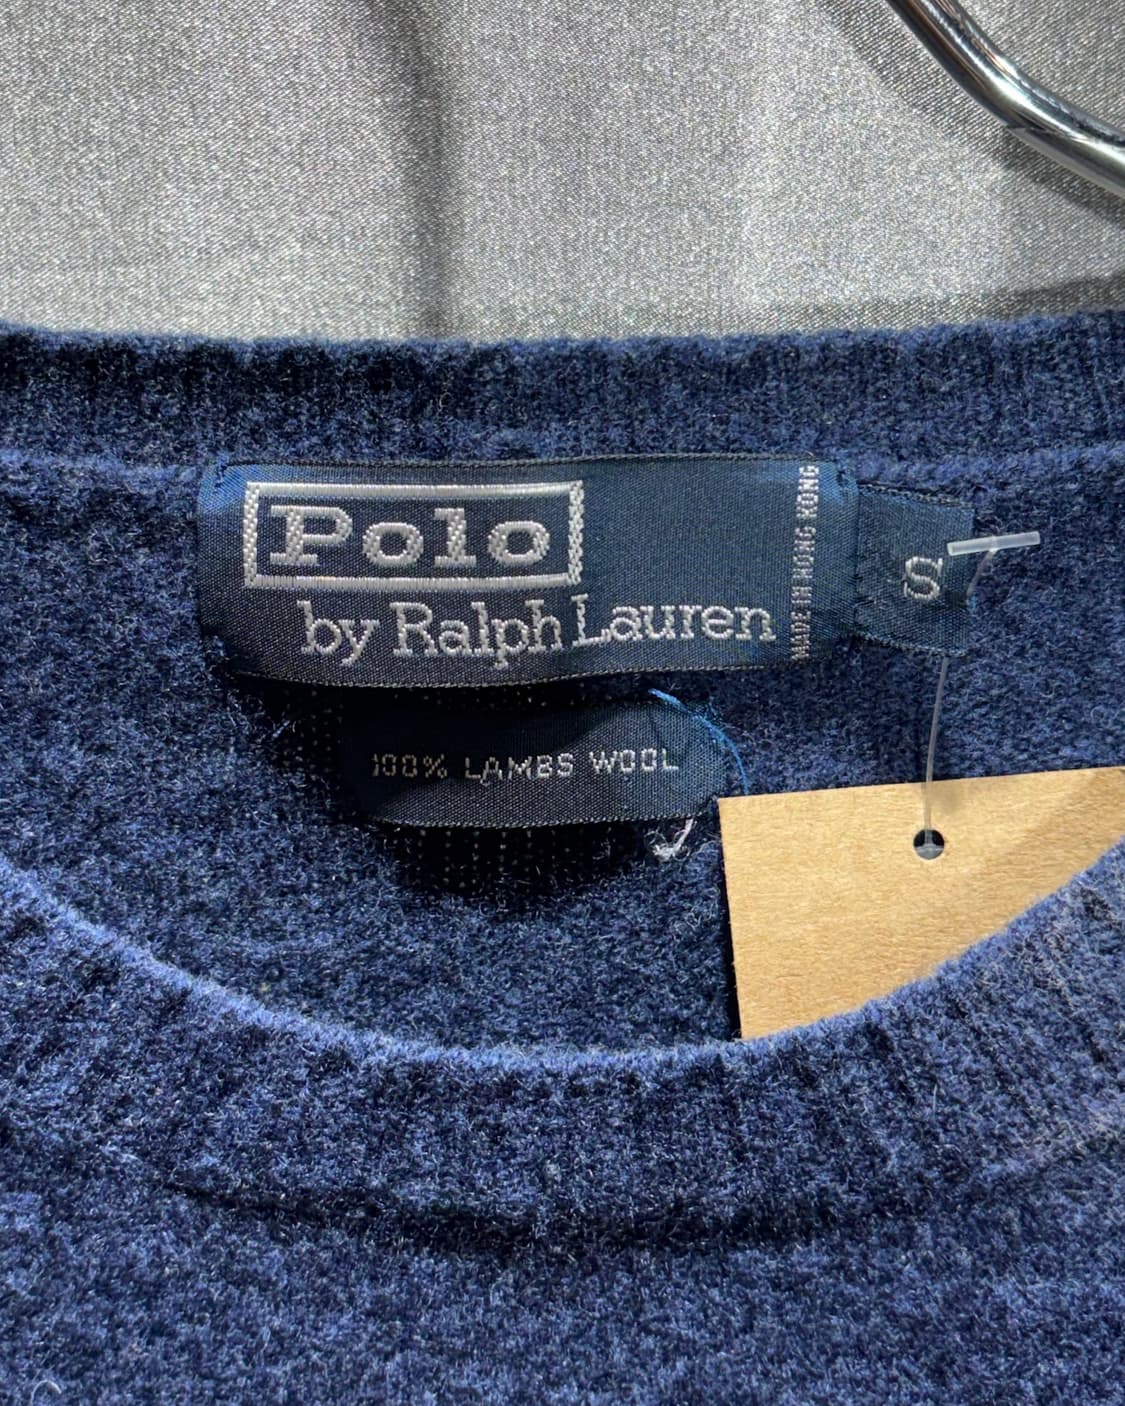 Polo
by Ralph Lauren
MADE IN HONG KONG
S
100% LAMBS WOOL